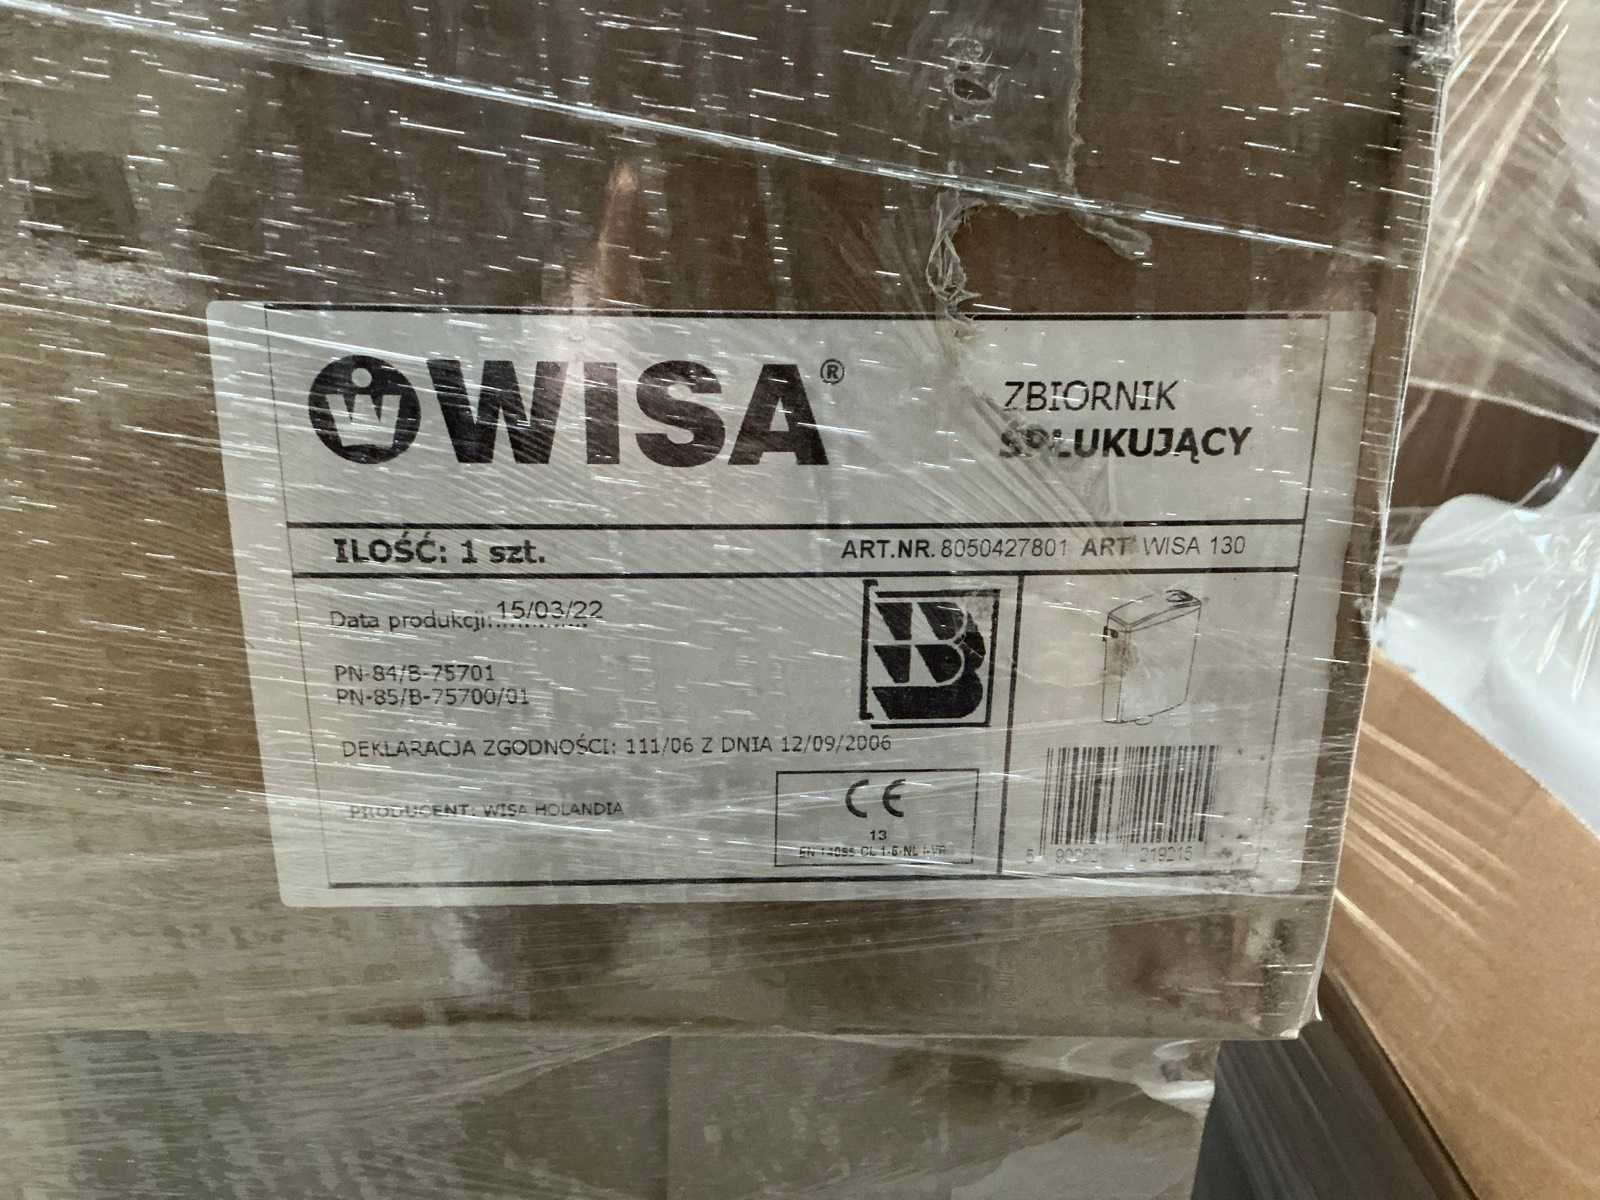 WISA®
ZBIORNIK
SPŁUKUJĄCY
ILOŚĆ: 1 szt.
ART.NR. 8050427801 ART WISA 130
Data produkcji:15/03/22
PN-84/B-75701
PN-85/B-75700/01
DEKLARACJA ZGODNOŚCI: 111/06 Z DNIA 12/09/2006
PRODUCENT: WISA HOLANDIA
CE
13
219215